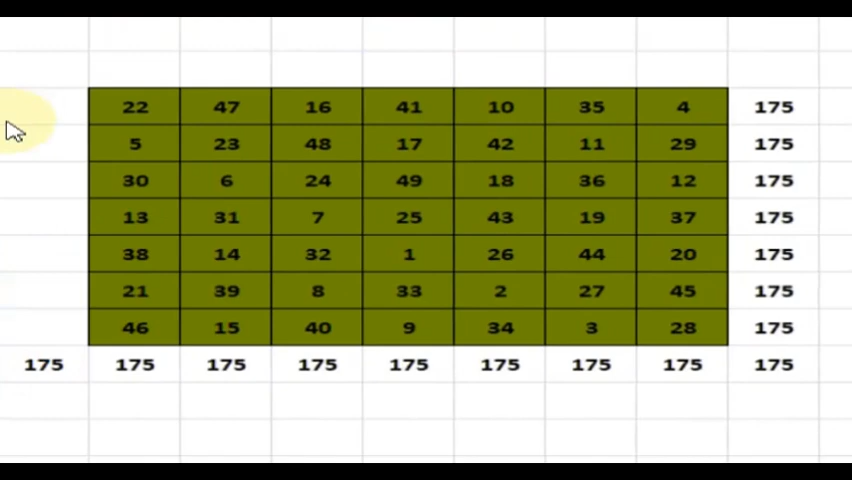 22 47 16 41 10 35 4 175
5 23 48 17 42 11 29 175
30 6 24 49 18 36 12 175
13 31 7 25 43 19 37 175
38 14 32 1 26 44 20 175
21 39 8 33 2 27 45 175
46 15 40 9 34 3 28 175
175 175 175 175 175 175 175 175 175